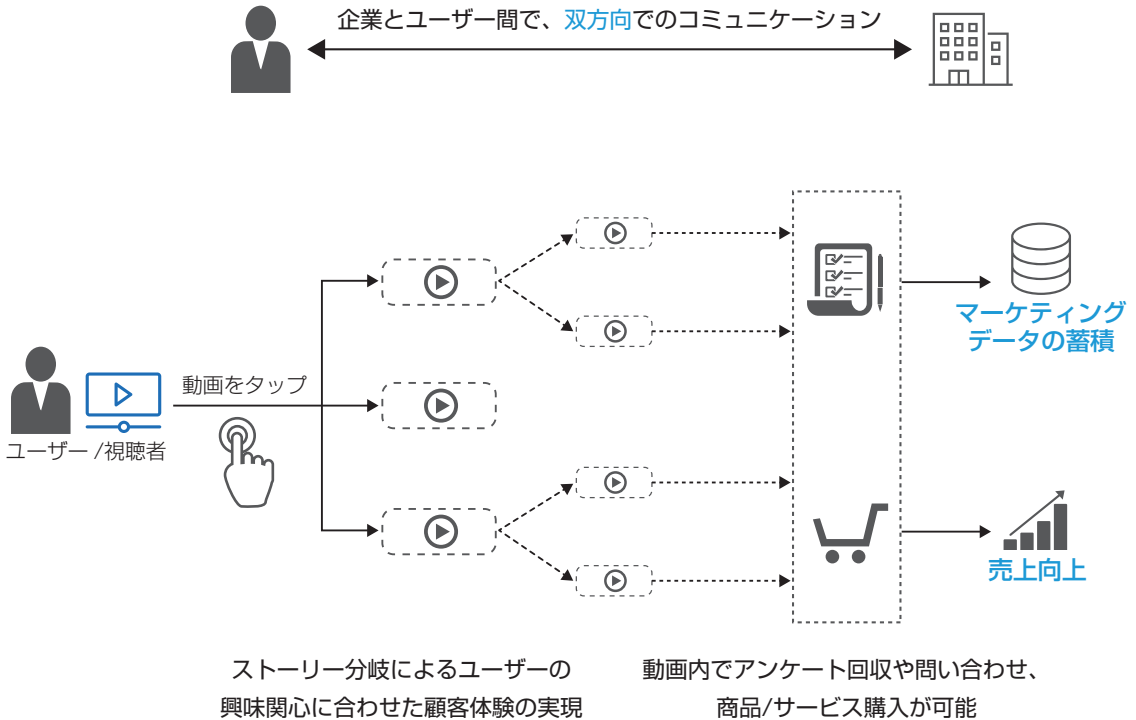 企業とユーザー間で、双方向でのコミュニケーション
動画をタップ
ユーザー /視聴者
マーケティング
データの蓄積
売上向上
ストーリー分岐によるユーザーの
興味関心に合わせた顧客体験の実現
動画内でアンケート回収や問い合わせ、
商品/サービス購入が可能